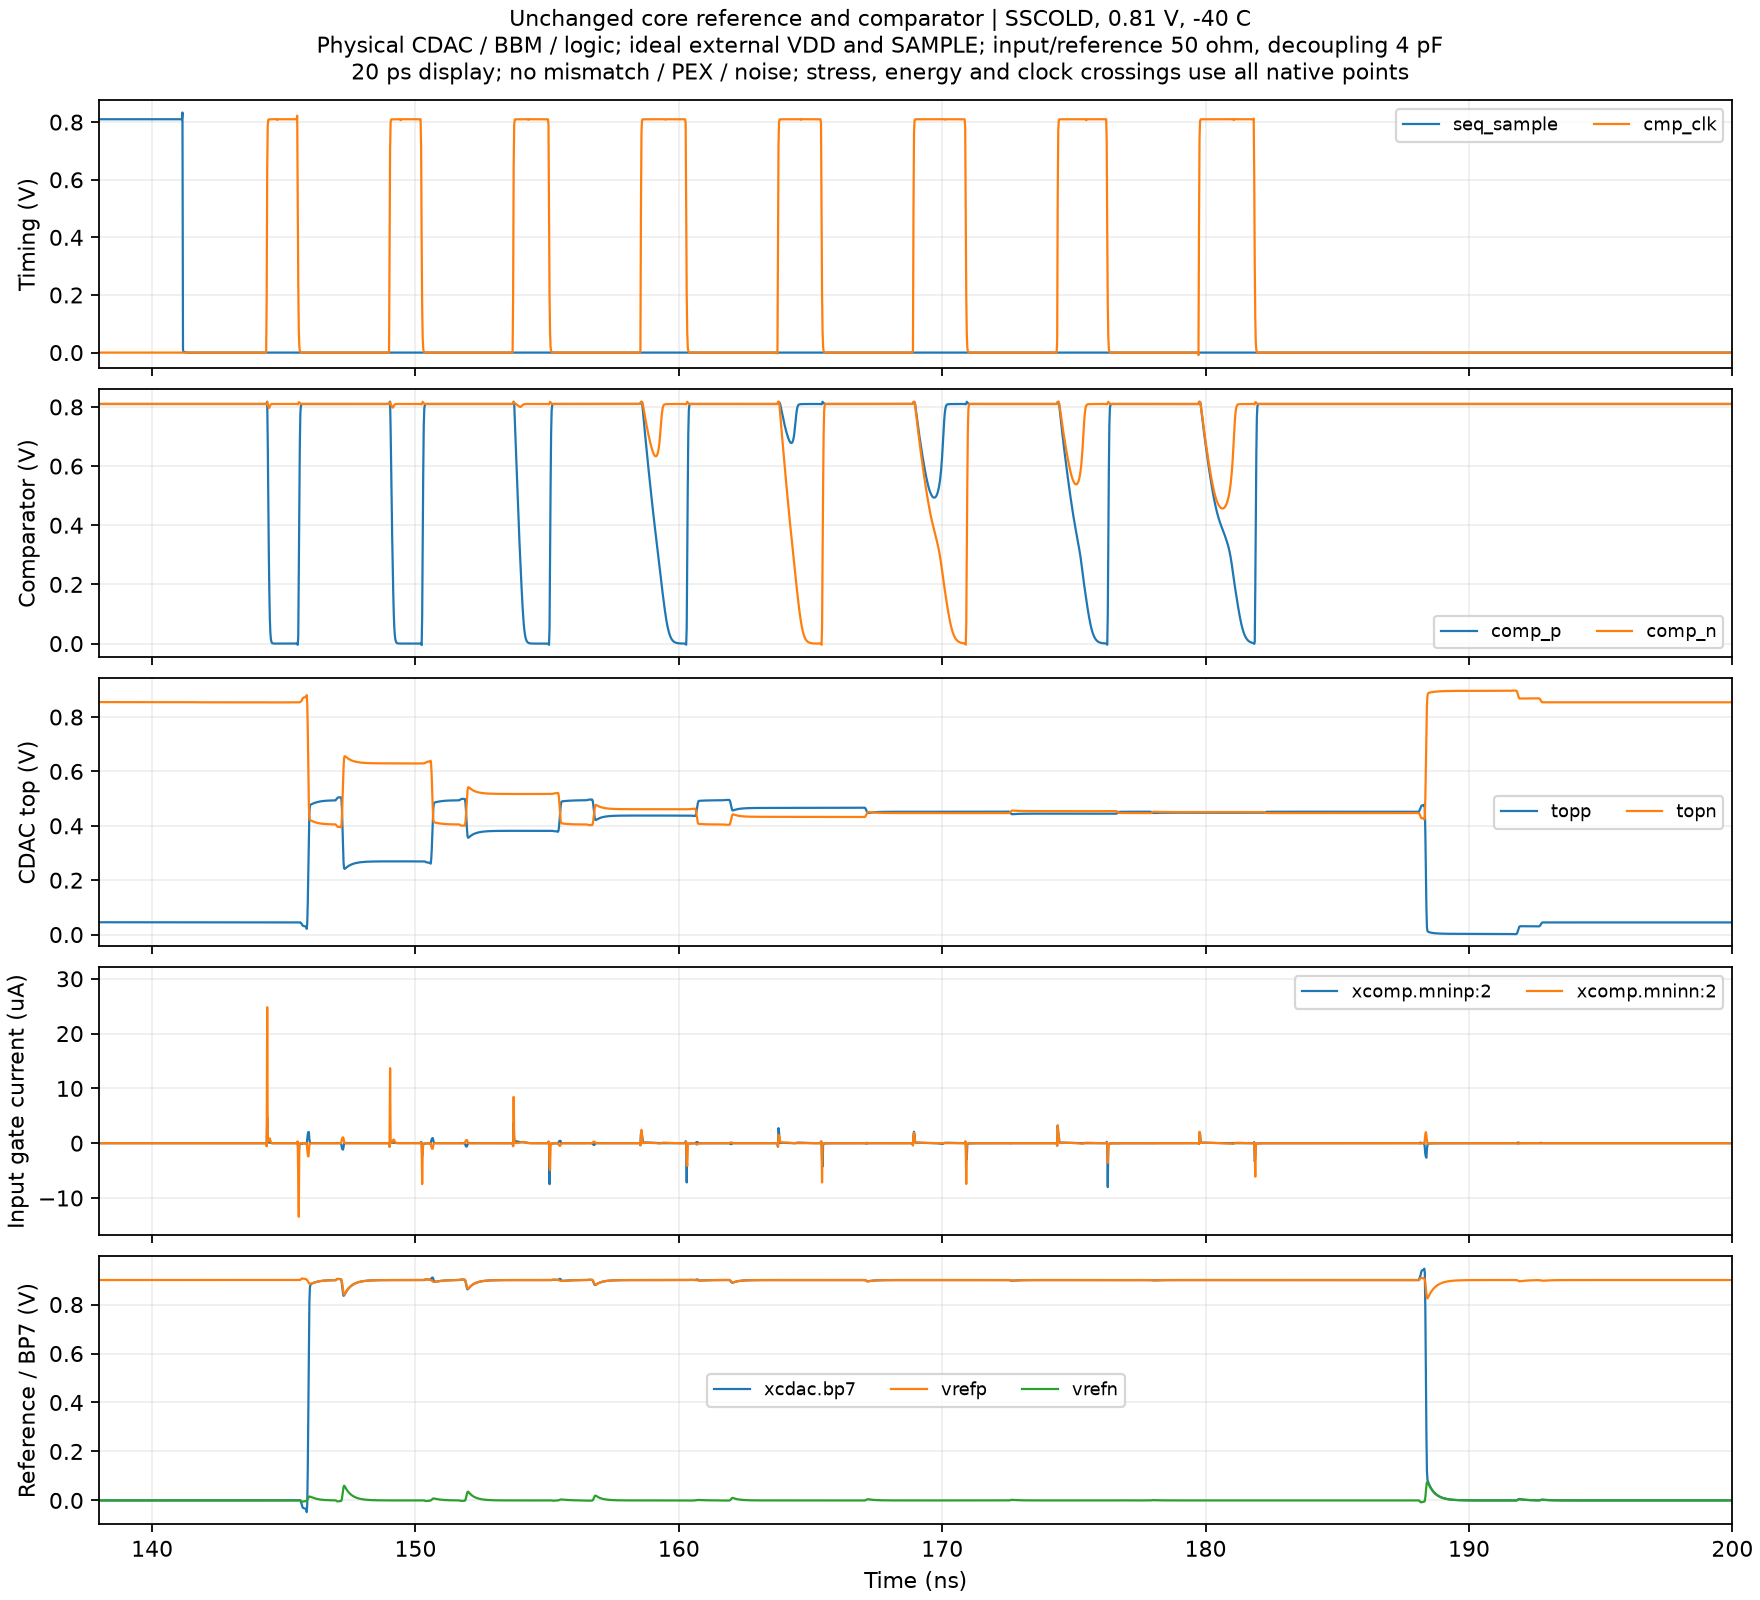 Unchanged core reference and comparator | SSCOLD, 0.81 V, -40 C
Physical CDAC / BBM / logic; ideal external VDD and SAMPLE; input/reference 50 ohm, decoupling 4 pF
20 ps display; no mismatch / PEX / noise; stress, energy and clock crossings use all native points
Timing (V)
0.8
0.6
0.4
0.2
0.0
seq_sample
cmp_clk
Comparator (V)
0.8
0.6
0.4
0.2
0.0
comp_p
comp_n
CDAC top (V)
0.8
0.6
0.4
0.2
0.0
topp
topn
Input gate current (uA)
30
20
10
0
−10
xcomp.mninp:2
xcomp.mninn:2
Reference / BP7 (V)
0.8
0.6
0.4
0.2
0.0
xcdac.bp7
vrefp
vrefn
140
150
160
170
180
190
200
Time (ns)